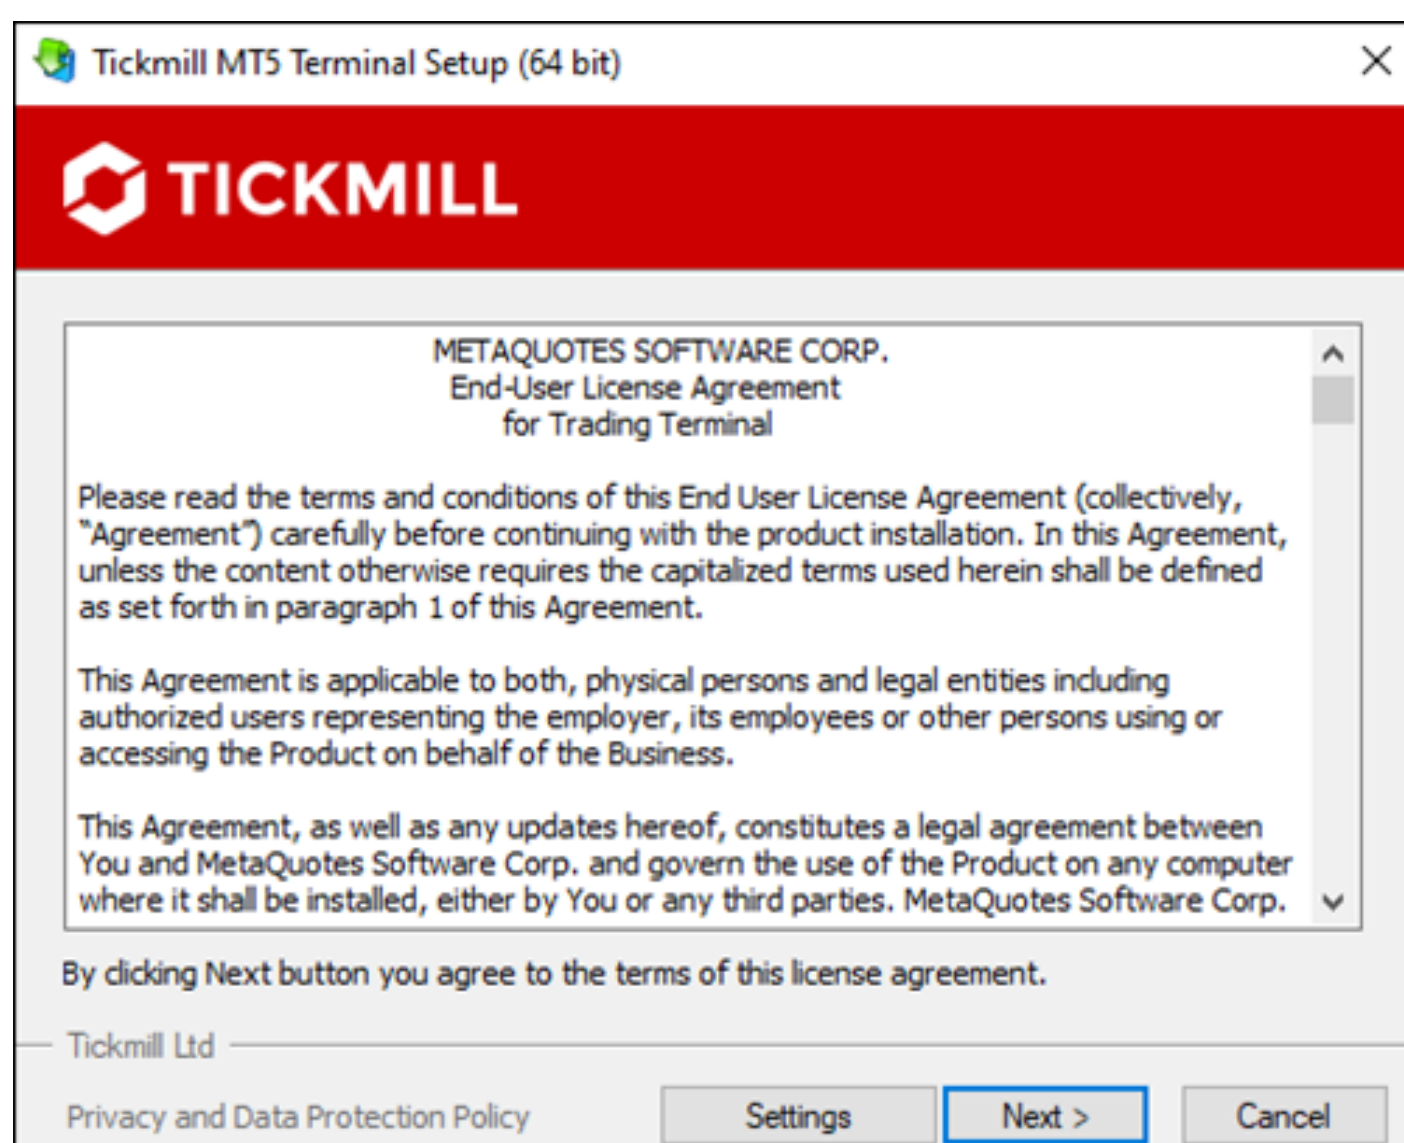 Tickmill MT5 Terminal Setup (64 bit)
TICKMILL
METAQUOTES SOFTWARE CORP.
End-User License Agreement
for Trading Terminal
Please read the terms and conditions of this End User License Agreement (collectively,
“Agreement”) carefully before continuing with the product installation. In this Agreement,
unless the content otherwise requires the capitalized terms used herein shall be defined
as set forth in paragraph 1 of this Agreement.
This Agreement is applicable to both, physical persons and legal entities including
authorized users representing the employer, its employees or other persons using or
accessing the Product on behalf of the Business.
This Agreement, as well as any updates hereof, constitutes a legal agreement between
You and MetaQuotes Software Corp. and govern the use of the Product on any computer
where it shall be installed, either by You or any third parties. MetaQuotes Software Corp.
By clicking Next button you agree to the terms of this license agreement.
Tickmill Ltd
Privacy and Data Protection Policy
Settings
Next >
Cancel